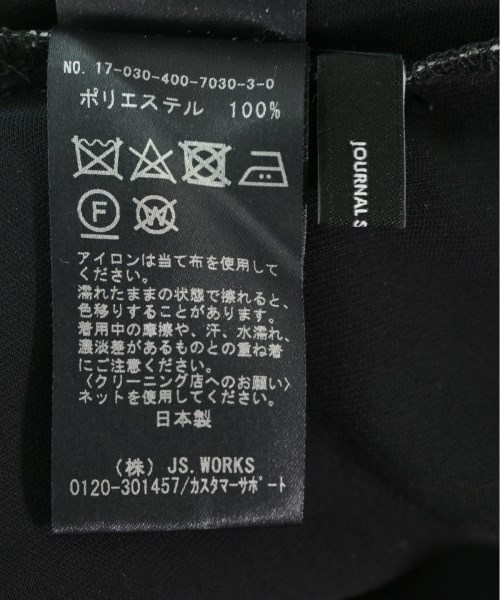 NO. 17-030-400-7030-3-0
ポリエステル 100%
F W
アイロンは当て布を使用して
ください。
濡れたままの状態で擦れると、
色移りすることがあります。
着用中の摩擦や、汗、水濡れ、
濃淡差があるものとの重ね着
にご注意ください。
〈クリーニング店へのお願い〉
ネットを使用してください。
日本製
(株) JS.WORKS
0120-301457/カスタマーサポート
JOURNAL S